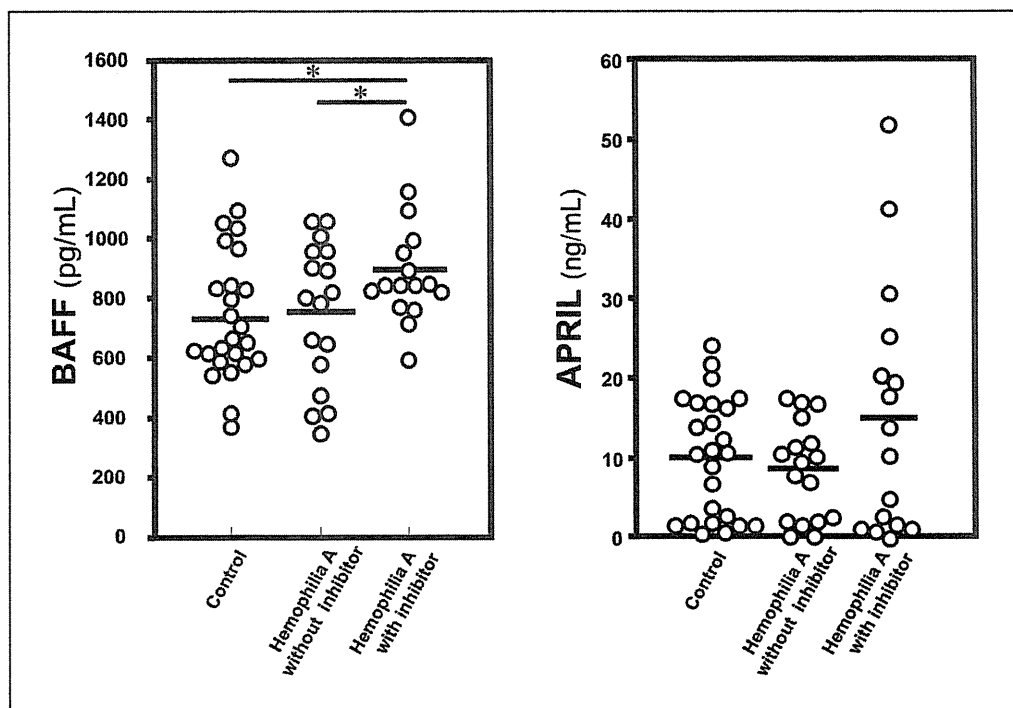 BAFF (pg/mL)
1600
1400
1200
1000
800
600
400
200
0
*
*
Control
Hemophilia A
without inhibitor
Hemophilia A
with inhibitor
APRIL (ng/mL)
60
50
40
30
20
10
0
Control
Hemophilia A
without inhibitor
Hemophilia A
with inhibitor